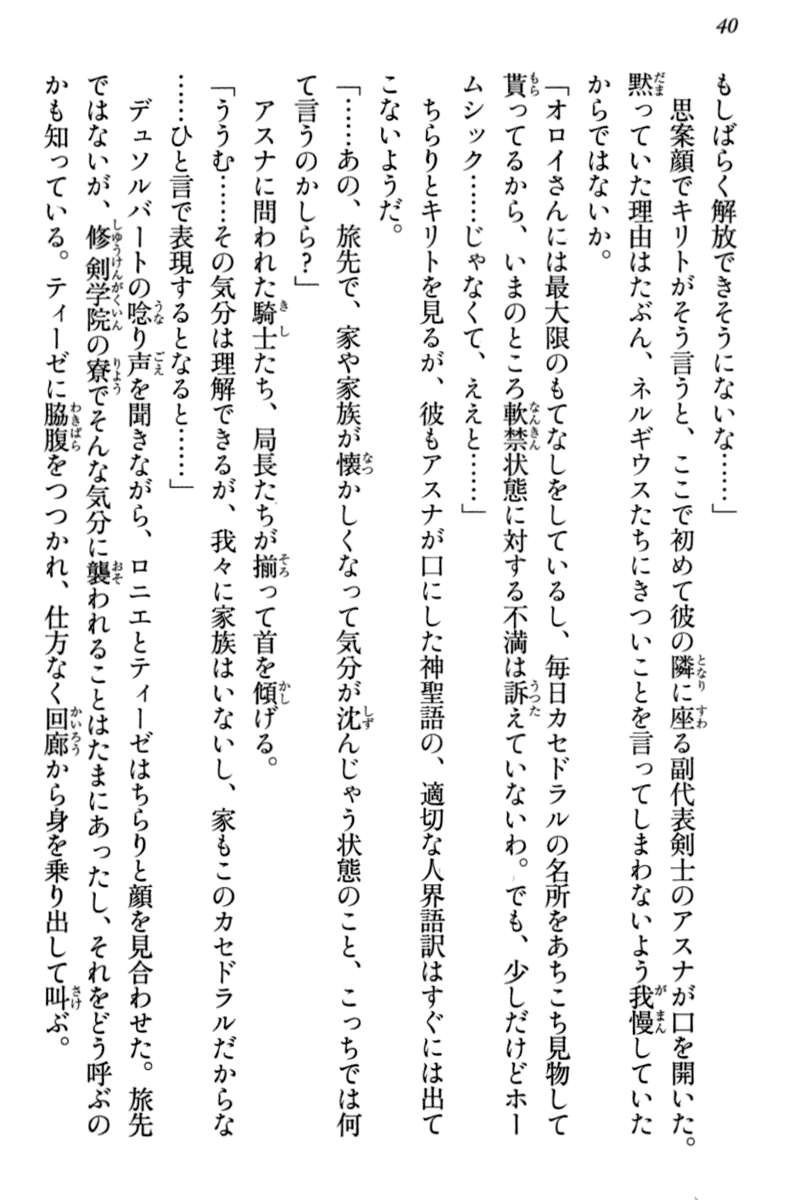 40
もしばらく解放できそうにないな……」
　思案顔でキリトがそう言うと、ここで初めて彼の隣に座る副代表剣士のアスナが口を開いた。
黙っていた理由はたぶん、ネルギウスたちにきついことを言ってしまわないよう我慢していた
からではないか。
「オロイさんには最大限のもてなしをしているし、毎日カセドラルの名所をあちこち見物して
貰ってるから、いまのところ軟禁状態に対する不満は訴えていないわ。でも、少しだけどホー
ムシック……じゃなくて、ええと……」
　ちらりとキリトを見るが、彼もアスナが口にした神聖語の、適切な人界語訳はすぐには出て
こないようだ。
「……あの、旅先で、家や家族が懐かしくなって気分が沈んじゃう状態のこと、こっちでは何
て言うのかしら？」
　アスナに問われた騎士たち、局長たちが揃って首を傾げる。
「ううむ……その気分は理解できるが、我々に家族はいないし、家もこのカセドラルだからな
……ひと言で表現するとなると……」
　デュソルバートの唸り声を聞きながら、ロニエとティーゼはちらりと顔を見合わせた。旅先
ではないが、修剣学院の寮でそんな気分に襲われることはたまにあったし、それをどう呼ぶの
かも知っている。ティーゼに脇腹をつつかれ、仕方なく回廊から身を乗り出して叫ぶ。